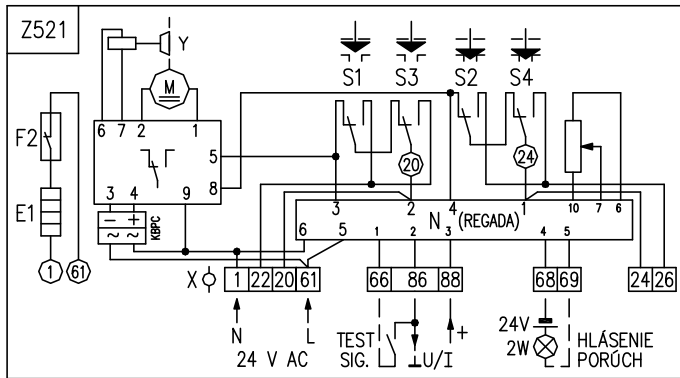 Z521
Y
M
S1 S3 S2 S4
6 7 2 1
F2
5
8
20
24
3 4 9
E1
- +
~ ~
KBPC
3 2 4 1 10 7 6
N (REGADA)
6 5 1 2 3 4 5
1 61
X 1 22 20 61 66 86 88 68 69 24 26
N L
24 V AC
TEST
SIG.
U/I
+
24V
2W
HLÁSENIE
PORÚCH